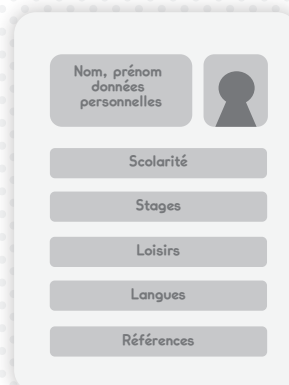 Nom, prénom
données
personnelles
Scolarité
Stages
Loisirs
Langues
Références